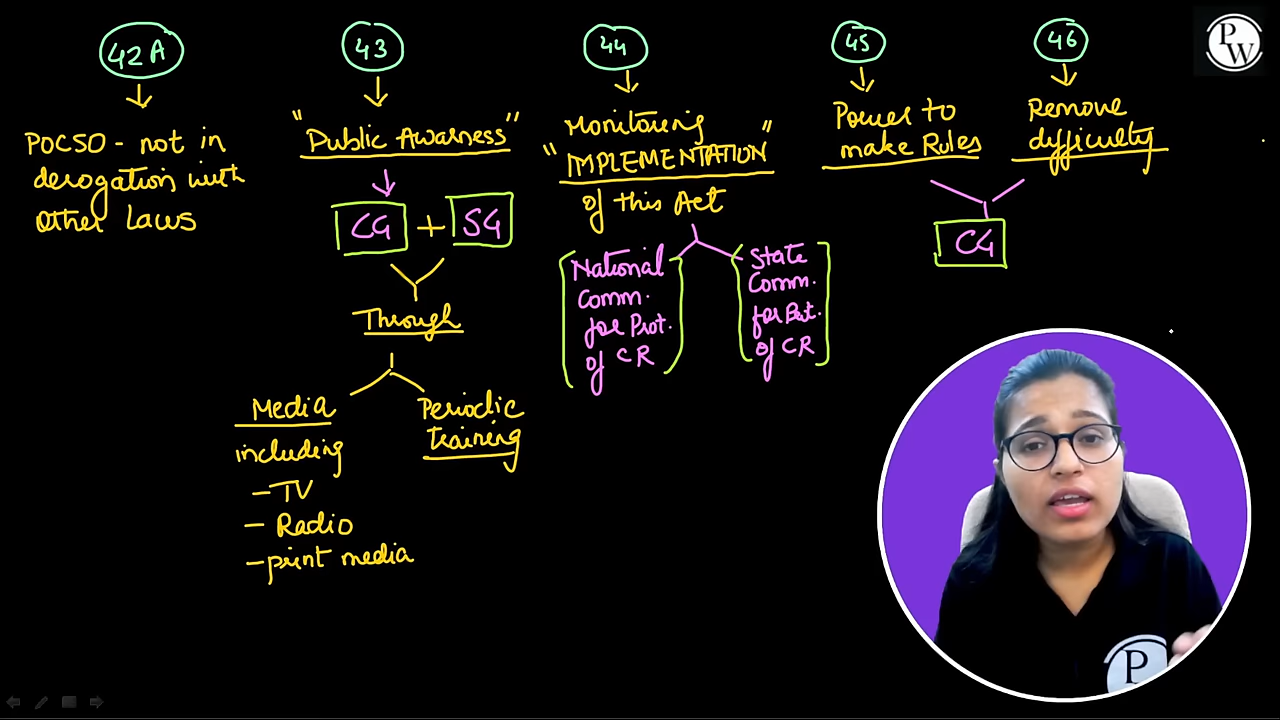 42A
POCSO - not in
derogation with
other Laws
43
"Public Awarness"
CG + SG
Through
Media
including
- TV
- Radio
- print media
Periodic
training
44
Monitoring
"IMPLEMENTATION"
of this Act
National
Comm.
for Prot.
of CR
State
Comm.
for Prot.
of CR
45
Power to
make Rules
46
Remove
difficulty
CG
PW
P